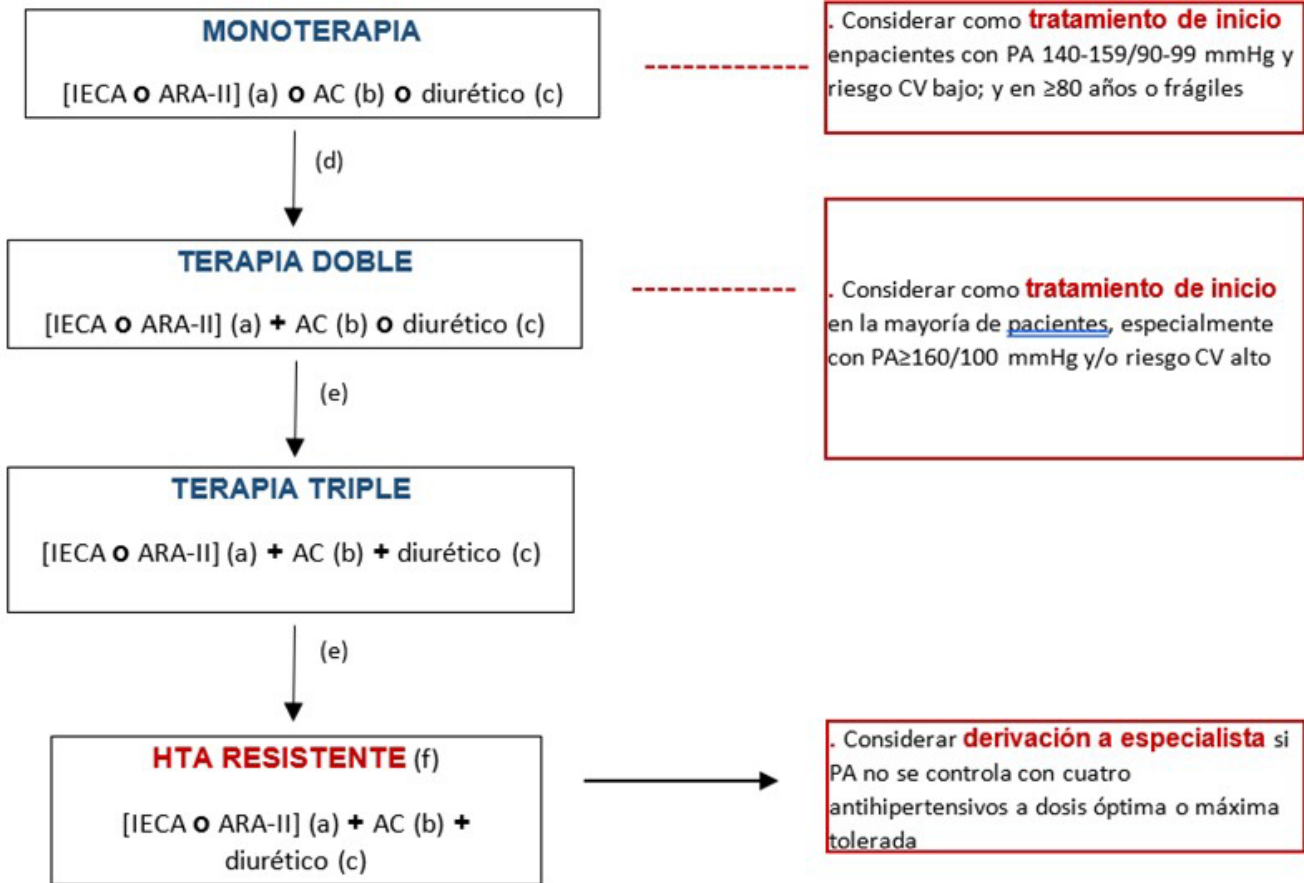 MONOTERAPIA
[IECA o ARA-II] (a) o AC (b) o diurético (c)
. Considerar como tratamiento de inicio
enpacientes con PA 140-159/90-99 mmHg y
riesgo CV bajo; y en ≥80 años o frágiles
(d)
TERAPIA DOBLE
[IECA o ARA-II] (a) + AC (b) o diurético (c)
. Considerar como tratamiento de inicio
en la mayoría de pacientes, especialmente
con PA≥160/100 mmHg y/o riesgo CV alto
(e)
TERAPIA TRIPLE
[IECA o ARA-II] (a) + AC (b) + diurético (c)
(e)
HTA RESISTENTE (f)
[IECA o ARA-II] (a) + AC (b) +
diurético (c)
. Considerar derivación a especialista si
PA no se controla con cuatro
antihipertensivos a dosis óptima o máxima
tolerada